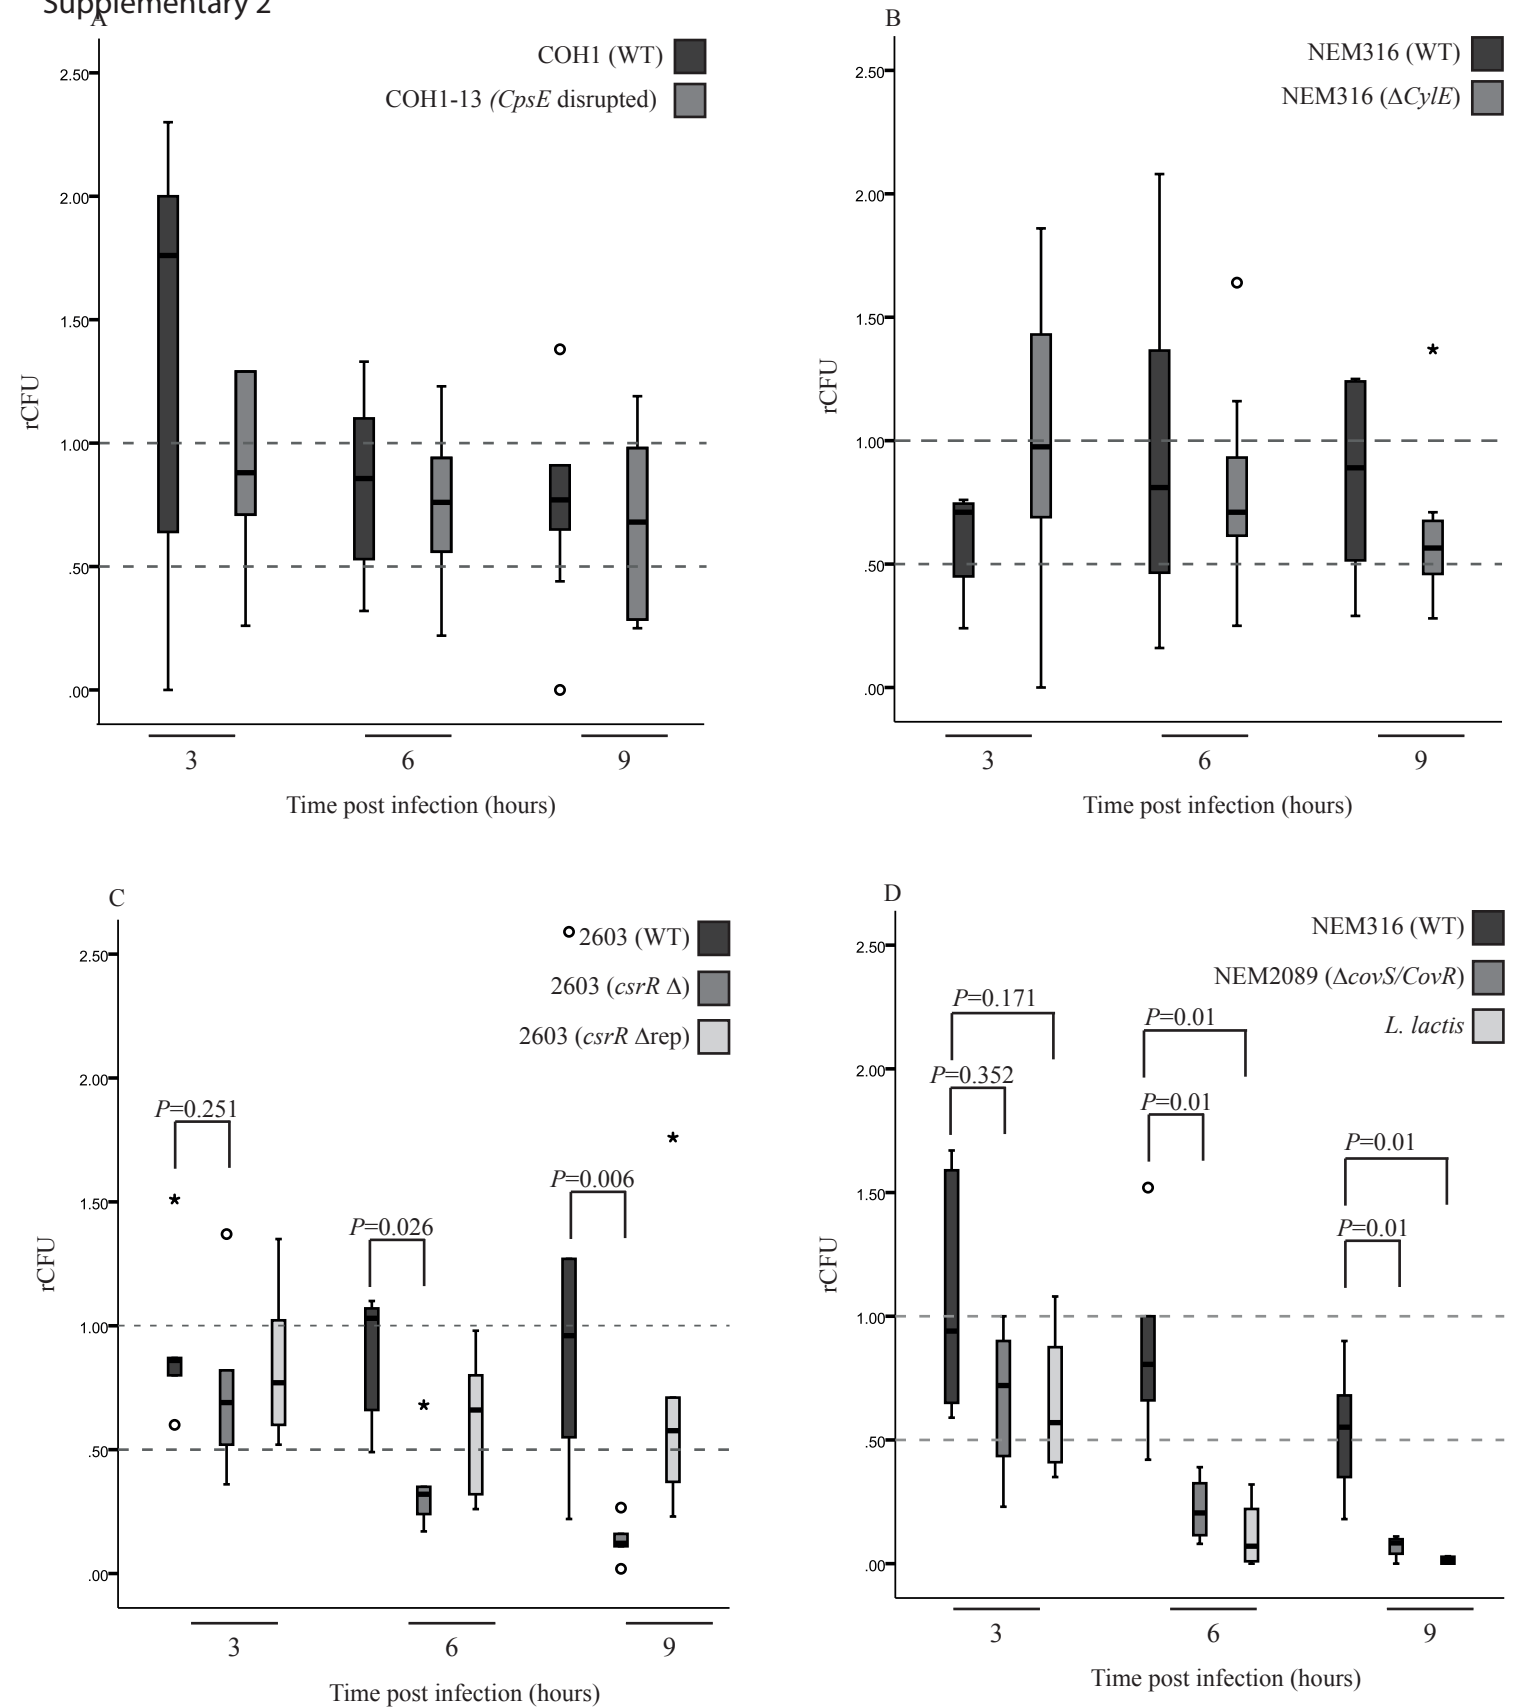 Supplementary 2
A
COH1 (WT)
COH1-13 (CpsE disrupted)
2.50
2.00
1.50
1.00
.50
.00
rCFU
3 6 9
Time post infection (hours)
B
NEM316 (WT)
NEM316 (ΔCylE)
2.50
2.00
1.50
1.00
.50
.00
rCFU
3 6 9
Time post infection (hours)
C
2603 (WT)
2603 (csrR Δ)
2603 (csrR Δrep)
2.50
2.00
1.50
1.00
.50
.00
rCFU
P=0.251
P=0.026
P=0.006
3 6 9
Time post infection (hours)
D
NEM316 (WT)
NEM2089 (ΔcovS/CovR)
L. lactis
2.50
2.00
1.50
1.00
.50
.00
rCFU
P=0.171
P=0.352
P=0.01
P=0.01
P=0.01
P=0.01
3 6 9
Time post infection (hours)